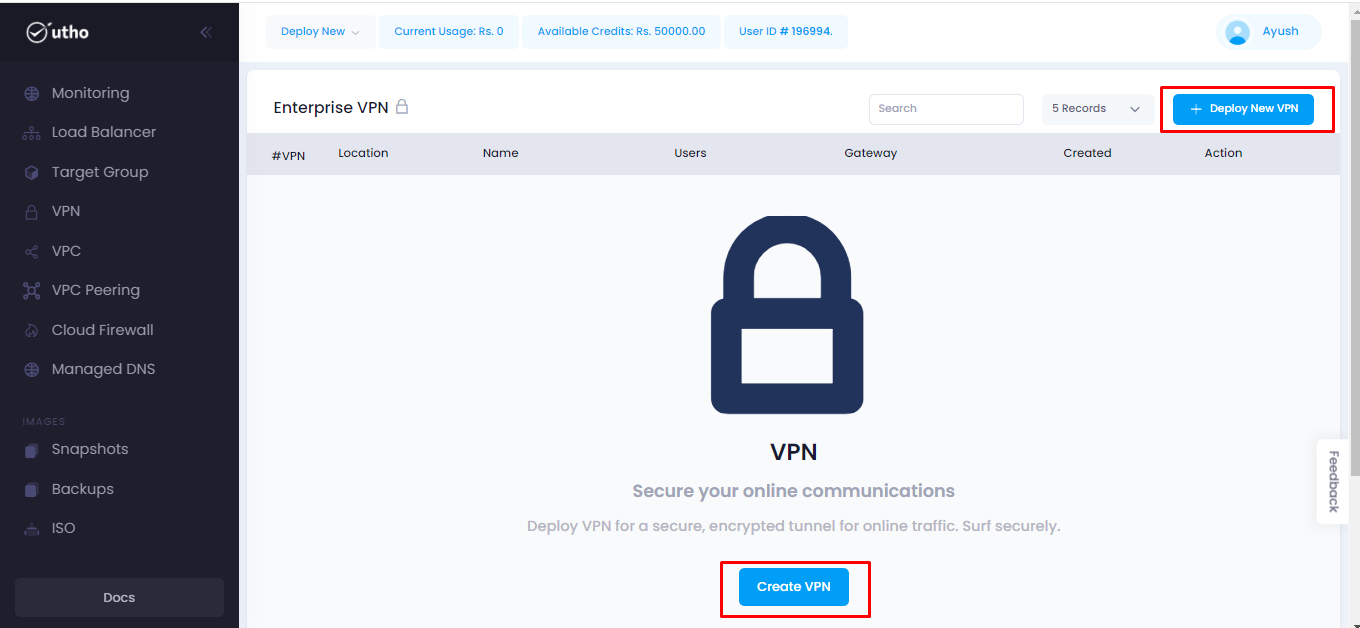 utho
Monitoring
Load Balancer
Target Group
VPN
VPC
VPC Peering
Cloud Firewall
Managed DNS
IMAGES
Snapshots
Backups
ISO
Docs
Deploy New
Current Usage: Rs. 0
Available Credits: Rs. 50000.00
User ID # 196994.
Ayush
Enterprise VPN
Search
5 Records
+ Deploy New VPN
#VPN Location Name Users Gateway Created Action
VPN
Secure your online communications
Deploy VPN for a secure, encrypted tunnel for online traffic. Surf securely.
Create VPN
Feedback